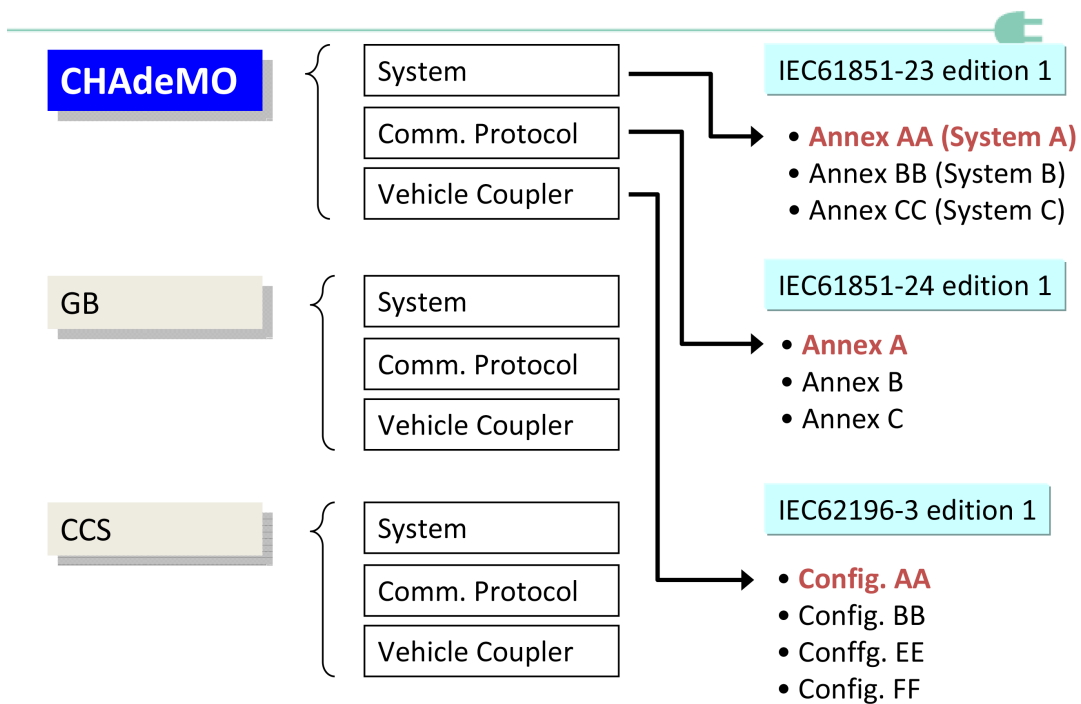 CHAdeMO
System
Comm. Protocol
Vehicle Coupler
IEC61851-23 edition 1
• Annex AA (System A)
• Annex BB (System B)
• Annex CC (System C)
GB
System
Comm. Protocol
Vehicle Coupler
IEC61851-24 edition 1
• Annex A
• Annex B
• Annex C
CCS
System
Comm. Protocol
Vehicle Coupler
IEC62196-3 edition 1
• Config. AA
• Config. BB
• Conffg. EE
• Config. FF